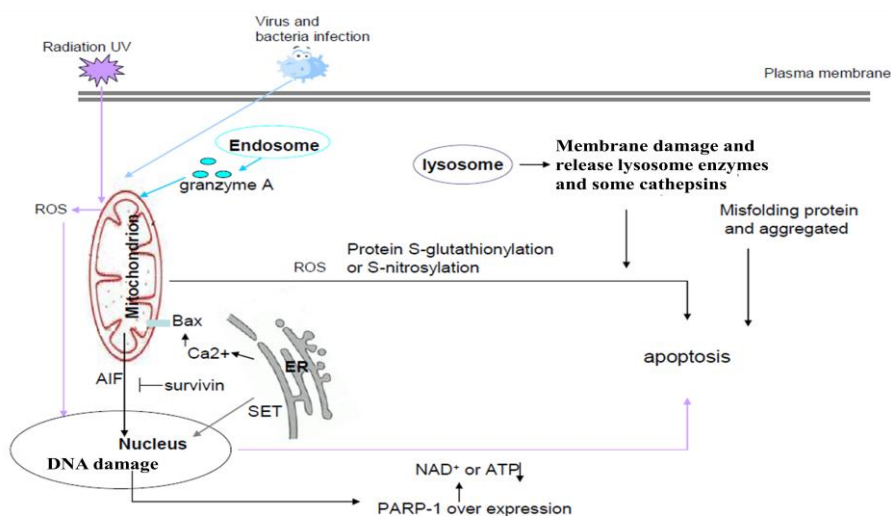 Virus and
bacteria infection
Radiation UV
Plasma membrane
Endosome
granzyme A
lysosome
Membrane damage and
release lysosome enzymes
and some cathepsins
Misfolding protein
and aggregated
ROS
Mitochondrion
Protein S-glutathionylation
or S-nitrosylation
ROS
Bax
Ca2+
ER
apoptosis
AIF
survivin
SET
Nucleus
DNA damage
NAD⁺ or ATP
PARP-1 over expression